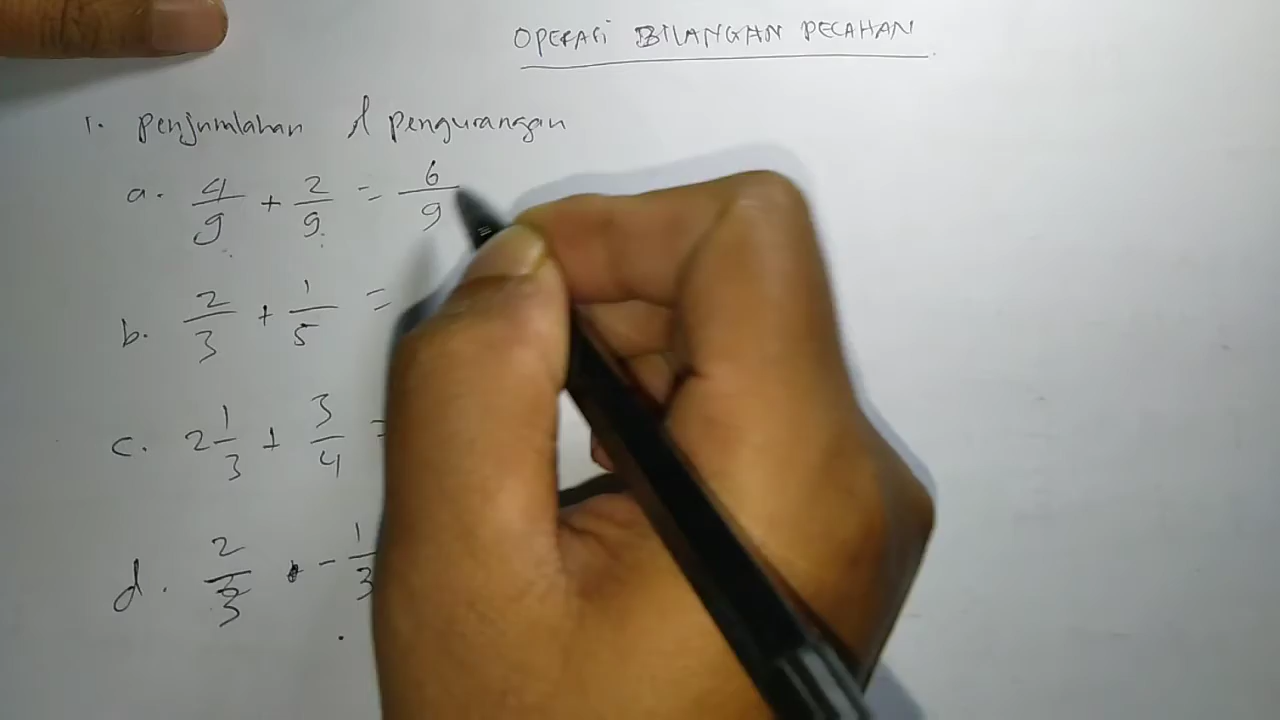 OPERASI BILANGAN PECAHAN
1. Penjumlahan & pengurangan
a. 4/9 + 2/9 = 6/9
b. 2/3 + 1/5 =
c. 2 1/3 + 3/4 =
d. 2/3 - 1/3